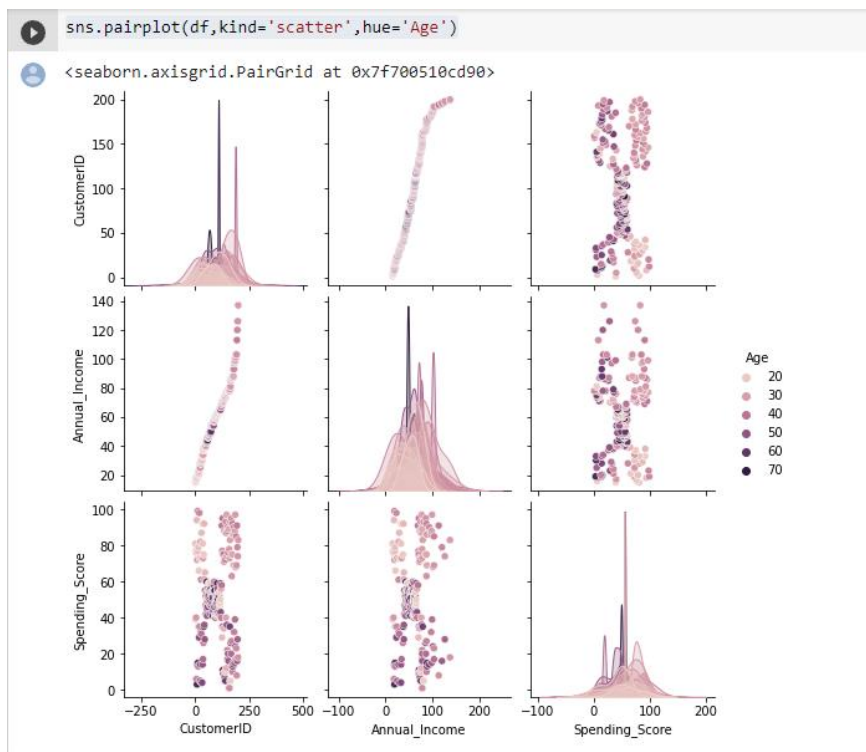 sns.pairplot(df,kind='scatter',hue='Age')
<seaborn.axisgrid.PairGrid at 0x7f700510cd90>
200
150
100
50
0
CustomerID
140
120
100
80
60
40
20
Annual_Income
Age
20
30
40
50
60
70
100
80
60
40
20
0
Spending_Score
−250 0 250 500
−100 0 100 200
−100 0 100 200
CustomerID
Annual_Income
Spending_Score